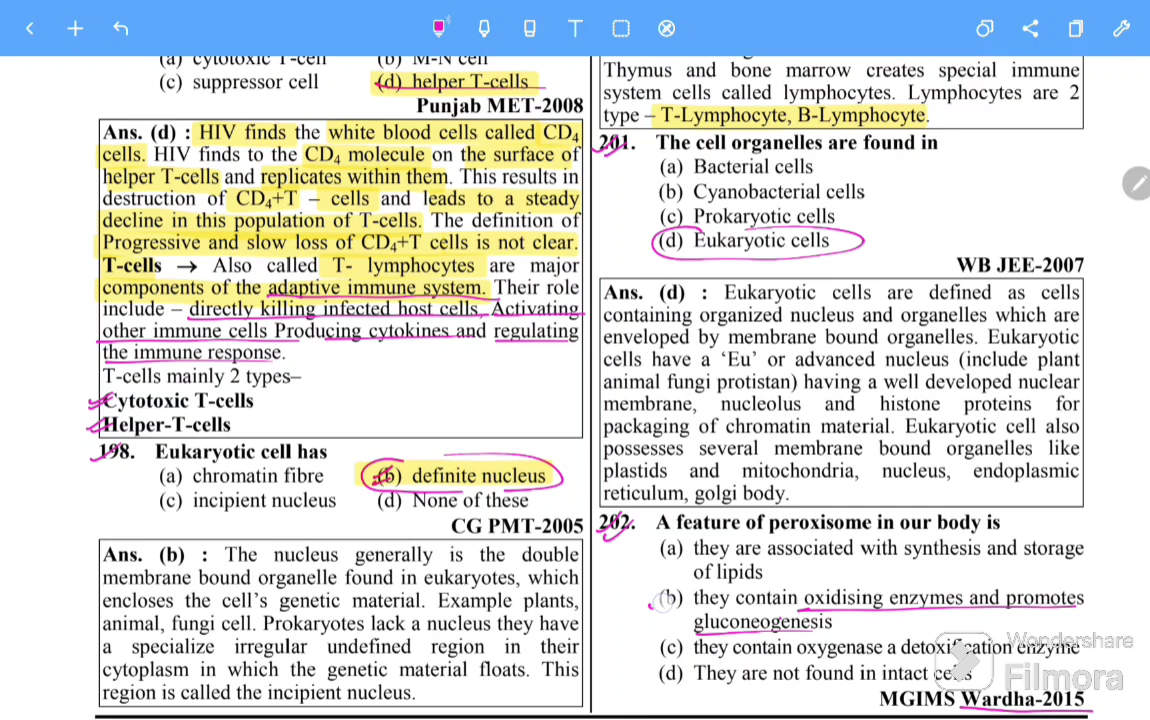 (a) cytotoxic T-cell (b) M-N cell
(c) suppressor cell (d) helper T-cells
Punjab MET-2008
Ans. (d) : HIV finds the white blood cells called CD4
cells. HIV finds to the CD4 molecule on the surface of
helper T-cells and replicates within them. This results in
destruction of CD4+T – cells and leads to a steady
decline in this population of T-cells. The definition of
Progressive and slow loss of CD4+T cells is not clear.
T-cells → Also called T- lymphocytes are major
components of the adaptive immune system. Their role
include – directly killing infected host cells, Activating
other immune cells Producing cytokines and regulating
the immune response.
T-cells mainly 2 types–
Cytotoxic T-cells
Helper-T-cells
198. Eukaryotic cell has
(a) chromatin fibre (b) definite nucleus
(c) incipient nucleus (d) None of these
CG PMT-2005
Ans. (b) : The nucleus generally is the double
membrane bound organelle found in eukaryotes, which
encloses the cell's genetic material. Example plants,
animal, fungi cell. Prokaryotes lack a nucleus they have
a specialize irregular undefined region in their
cytoplasm in which the genetic material floats. This
region is called the incipient nucleus.
Thymus and bone marrow creates special immune
system cells called lymphocytes. Lymphocytes are 2
type – T-Lymphocyte, B-Lymphocyte.
201. The cell organelles are found in
(a) Bacterial cells
(b) Cyanobacterial cells
(c) Prokaryotic cells
(d) Eukaryotic cells
WB JEE-2007
Ans. (d) : Eukaryotic cells are defined as cells
containing organized nucleus and organelles which are
enveloped by membrane bound organelles. Eukaryotic
cells have a ‘Eu’ or advanced nucleus (include plant
animal fungi protistan) having a well developed nuclear
membrane, nucleolus and histone proteins for
packaging of chromatin material. Eukaryotic cell also
possesses several membrane bound organelles like
plastids and mitochondria, nucleus, endoplasmic
reticulum, golgi body.
202. A feature of peroxisome in our body is
(a) they are associated with synthesis and storage
of lipids
(b) they contain oxidising enzymes and promotes
gluconeogenesis
(c) they contain oxygenase a detoxification enzyme
(d) They are not found in intact cells
MGIMS Wardha-2015
Wondershare
Filmora